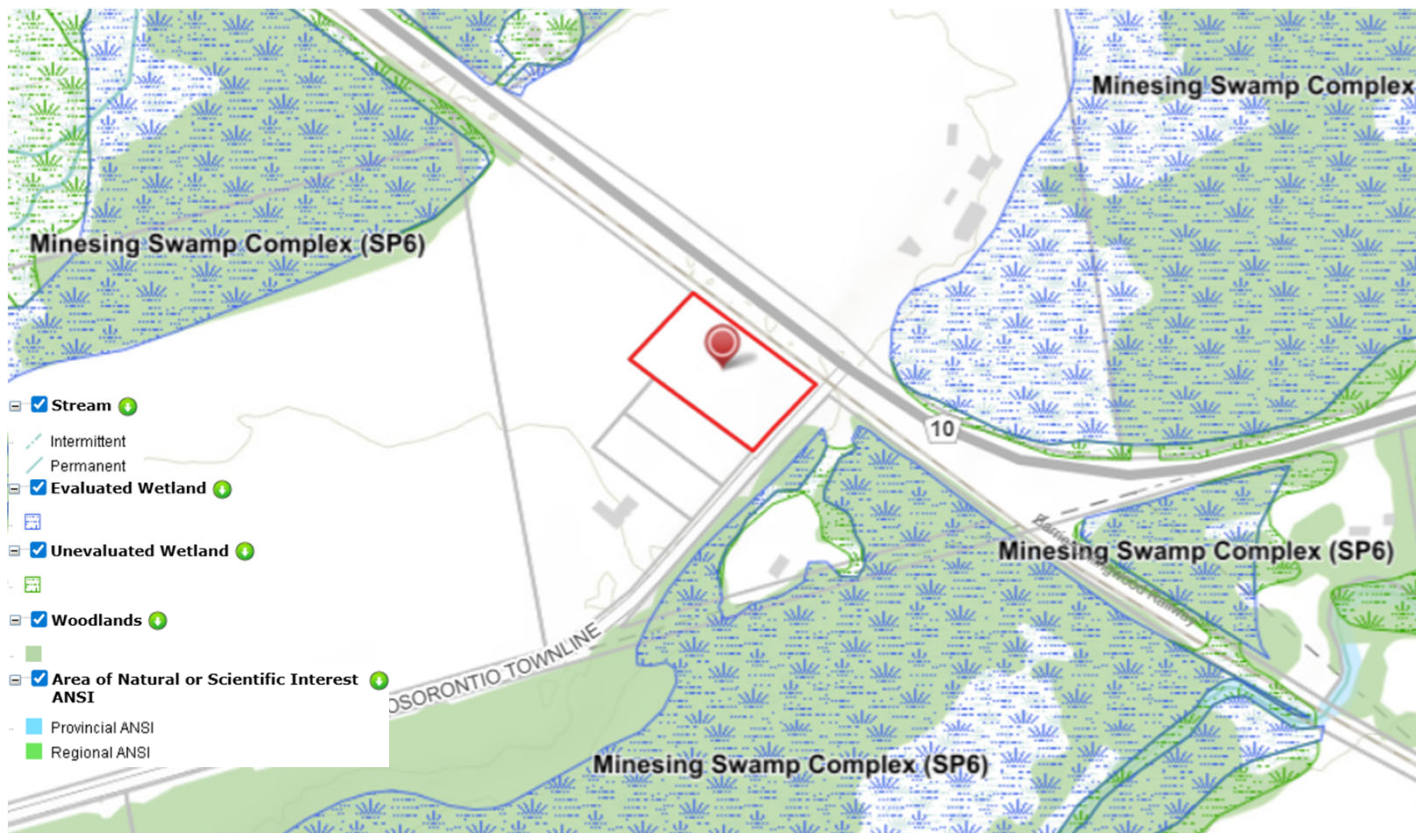 Minesing Swamp Complex
Minesing Swamp Complex (SP6)
Stream
Intermittent
Permanent
Evaluated Wetland
Unevaluated Wetland
Woodlands
Area of Natural or Scientific Interest
ANSI
Provincial ANSI
Regional ANSI
10
Minesing Swamp Complex (SP6)
OSORONTIO TOWNLINE
Minesing Swamp Complex (SP6)